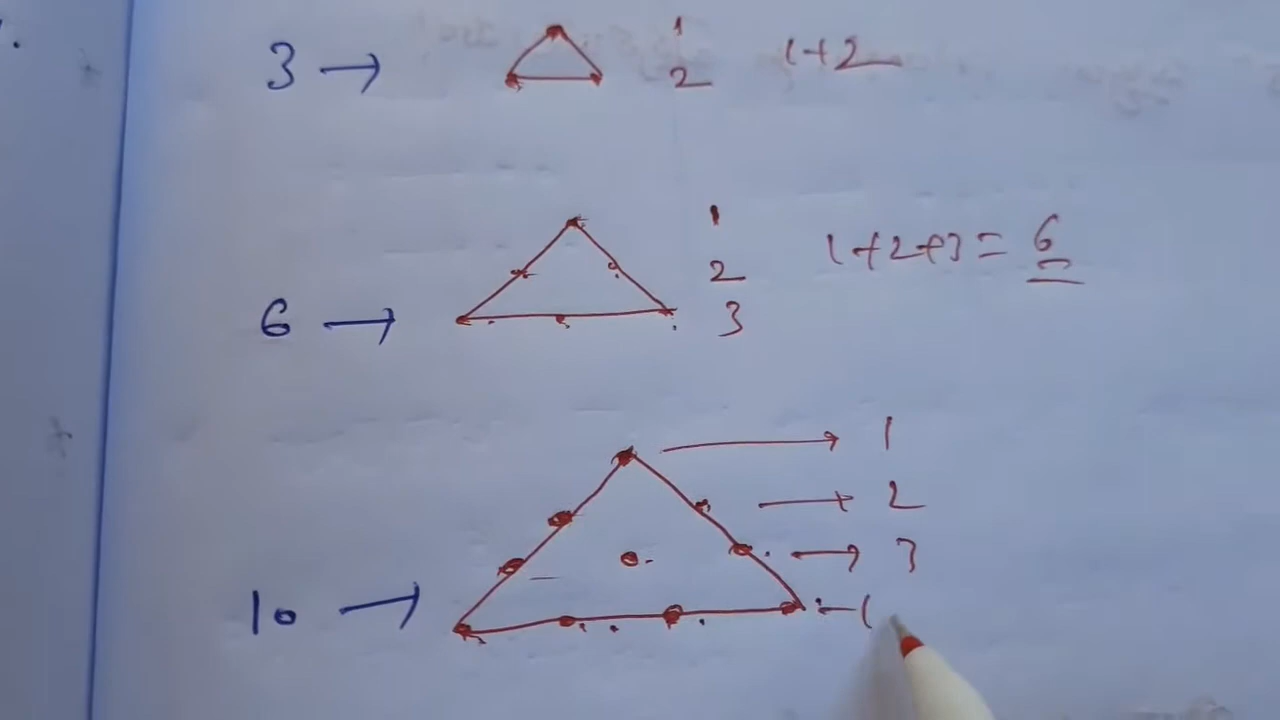 3 → 1 1+2
2
1
2 1+2+3 = 6
6 → 3
→ 1
→ 2
→ 3
10 →